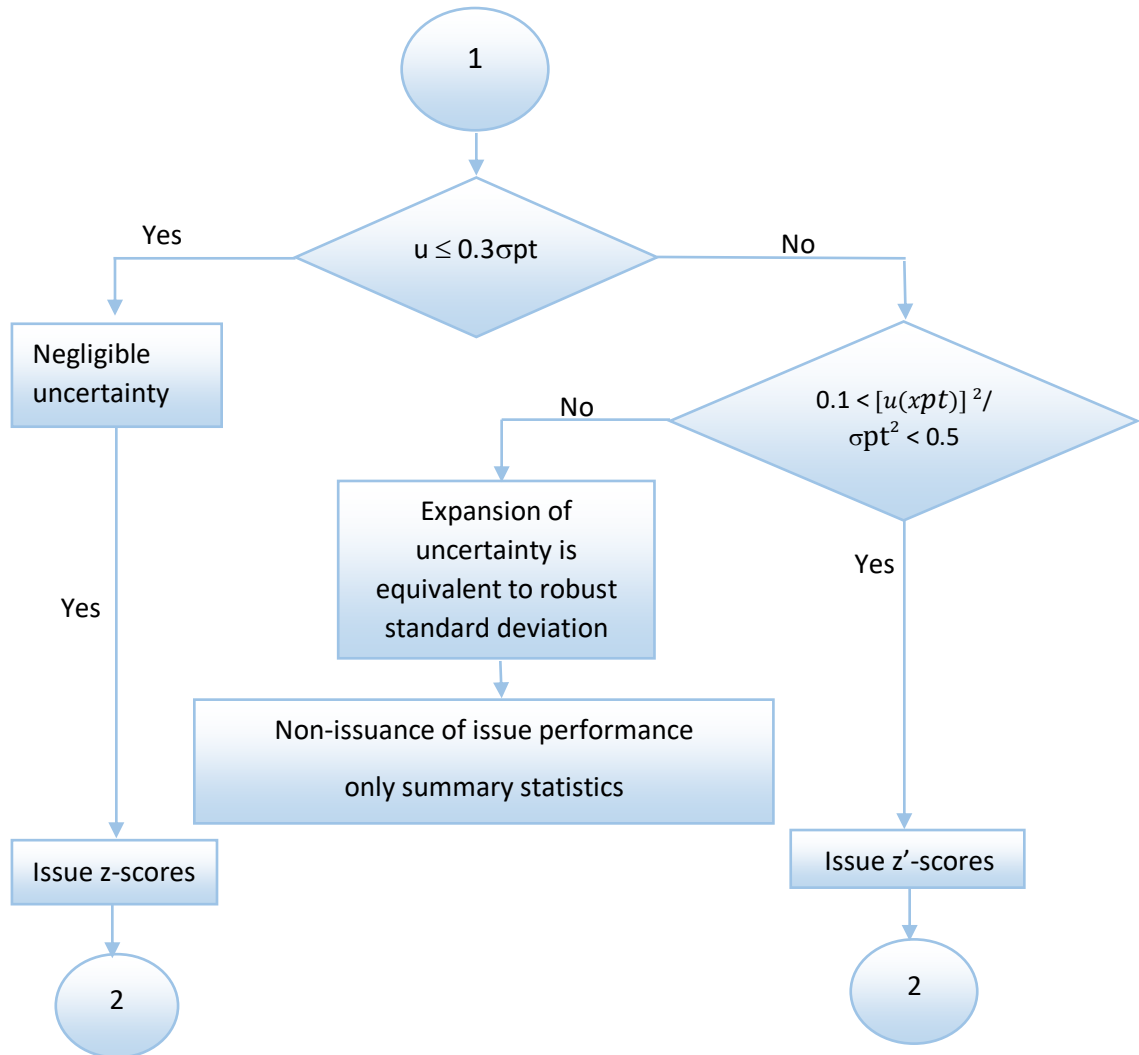 1
u ≤ 0.3σpt
Yes
No
Negligible
uncertainty
0.1 < [u(xpt)] ²/
σpt² < 0.5
No
Expansion of
uncertainty is
equivalent to robust
standard deviation
Yes
Yes
Non-issuance of issue performance
only summary statistics
Issue z-scores
Issue z’-scores
2
2